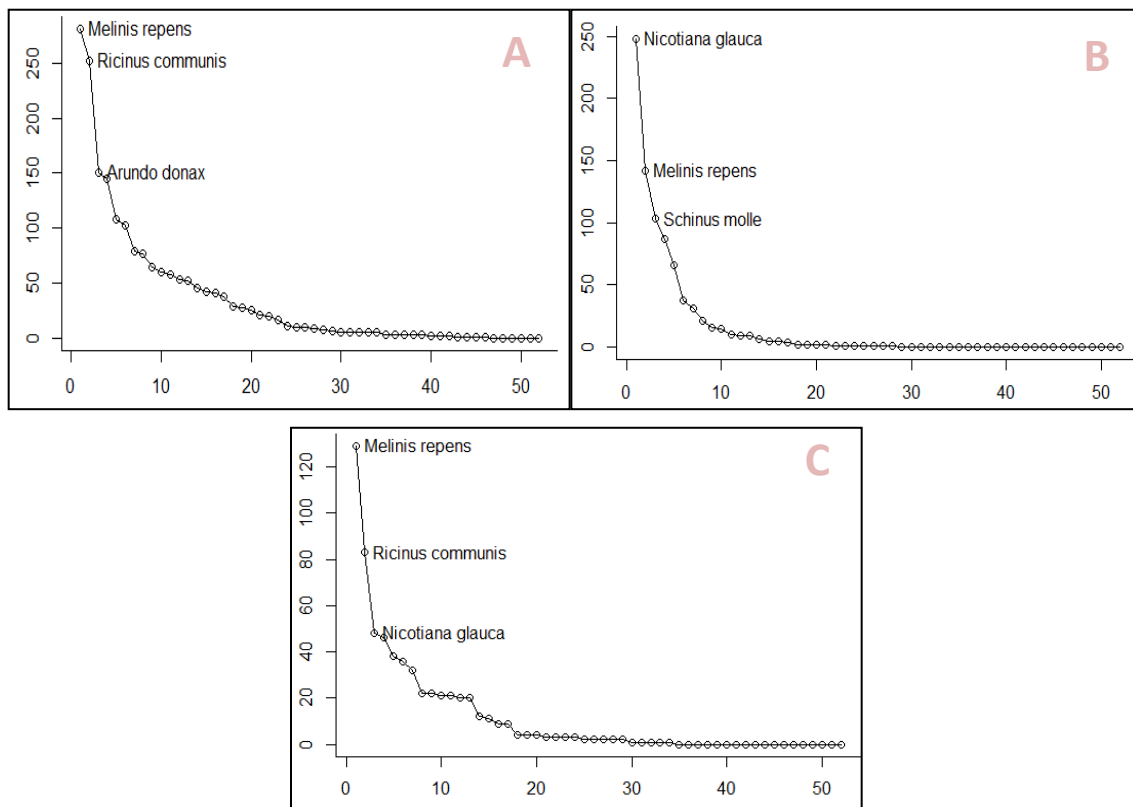 A
Melinis repens
Ricinus communis
Arundo donax
0 50 100 150 200 250
0 10 20 30 40 50
B
Nicotiana glauca
Melinis repens
Schinus molle
0 50 100 150 200 250
0 10 20 30 40 50
C
Melinis repens
Ricinus communis
Nicotiana glauca
0 20 40 60 80 100 120
0 10 20 30 40 50